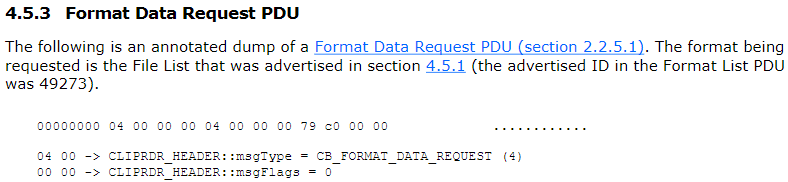 4.5.3 Format Data Request PDU
The following is an annotated dump of a Format Data Request PDU (section 2.2.5.1). The format being
requested is the File List that was advertised in section 4.5.1 (the advertised ID in the Format List PDU
was 49273).
00000000 04 00 00 00 04 00 00 00 79 c0 00 00 ............
04 00 -> CLIPRDR_HEADER::msgType = CB_FORMAT_DATA_REQUEST (4)
00 00 -> CLIPRDR_HEADER::msgFlags = 0